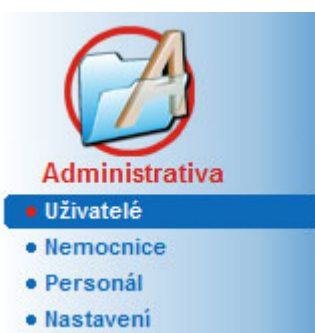 A
Administrativa
Uživatelé
Nemocnice
Personál
Nastavení